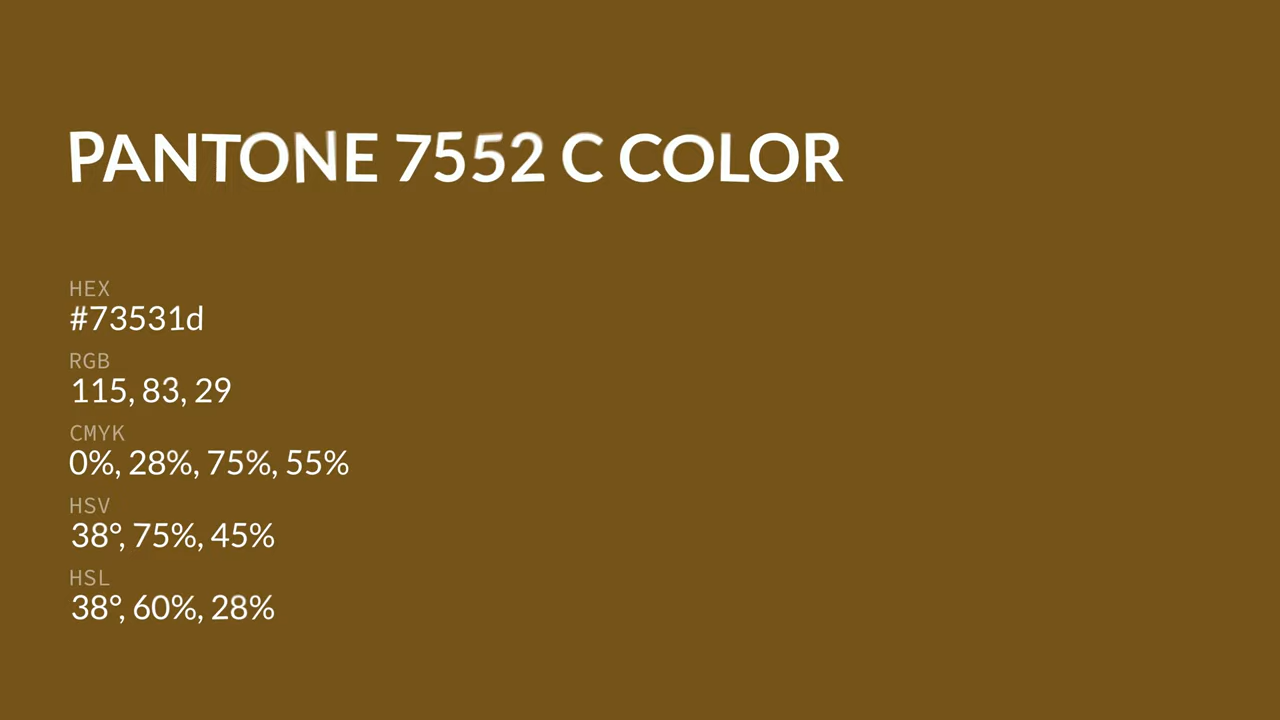 PANTONE 7552 C COLOR
HEX
#73531d
RGB
115, 83, 29
CMYK
0%, 28%, 75%, 55%
HSV
38°, 75%, 45%
HSL
38°, 60%, 28%